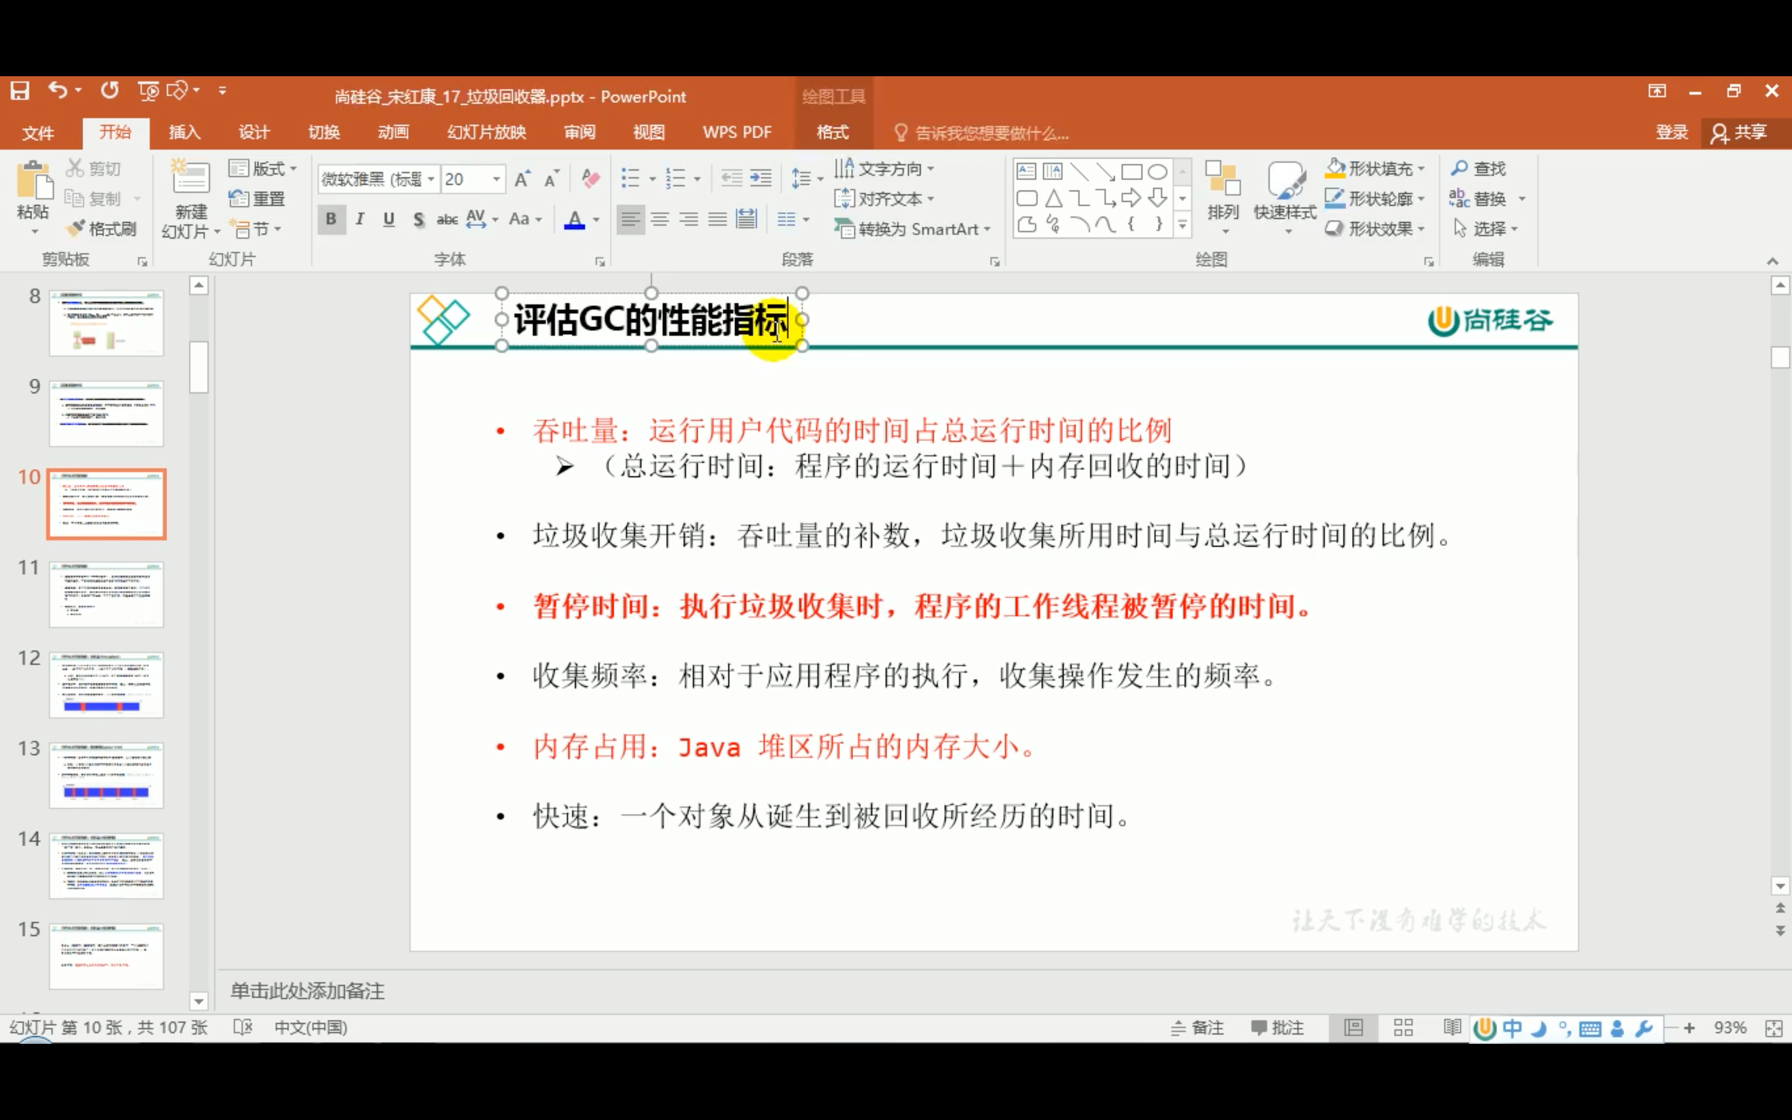 尚硅谷_宋红康_17_垃圾回收器.pptx - PowerPoint
绘图工具
文件 开始 插入 设计 切换 动画 幻灯片放映 审阅 视图 WPS PDF 格式 告诉我您想要做什么... 登录 共享
粘贴 剪切 复制 格式刷
新建 幻灯片 版式 重置 节
微软雅黑 (标题 20
B I U S abc AV Aa A
文字方向 对齐文本 转换为 SmartArt
排列 快速样式 形状填充 形状轮廓 形状效果
查找 替换 选择
剪贴板 幻灯片 字体 段落 绘图 编辑
8
9
10
11
12
13
14
15
评估GC的性能指标
尚硅谷
• 吞吐量：运行用户代码的时间占总运行时间的比例
➢ （总运行时间：程序的运行时间＋内存回收的时间）
• 垃圾收集开销：吞吐量的补数，垃圾收集所用时间与总运行时间的比例。
• 暂停时间：执行垃圾收集时，程序的工作线程被暂停的时间。
• 收集频率：相对于应用程序的执行，收集操作发生的频率。
• 内存占用：Java 堆区所占的内存大小。
• 快速：一个对象从诞生到被回收所经历的时间。
让天下没有难学的技术
单击此处添加备注
幻灯片 第 10 张，共 107 张 中文(中国) 备注 批注 中 93%